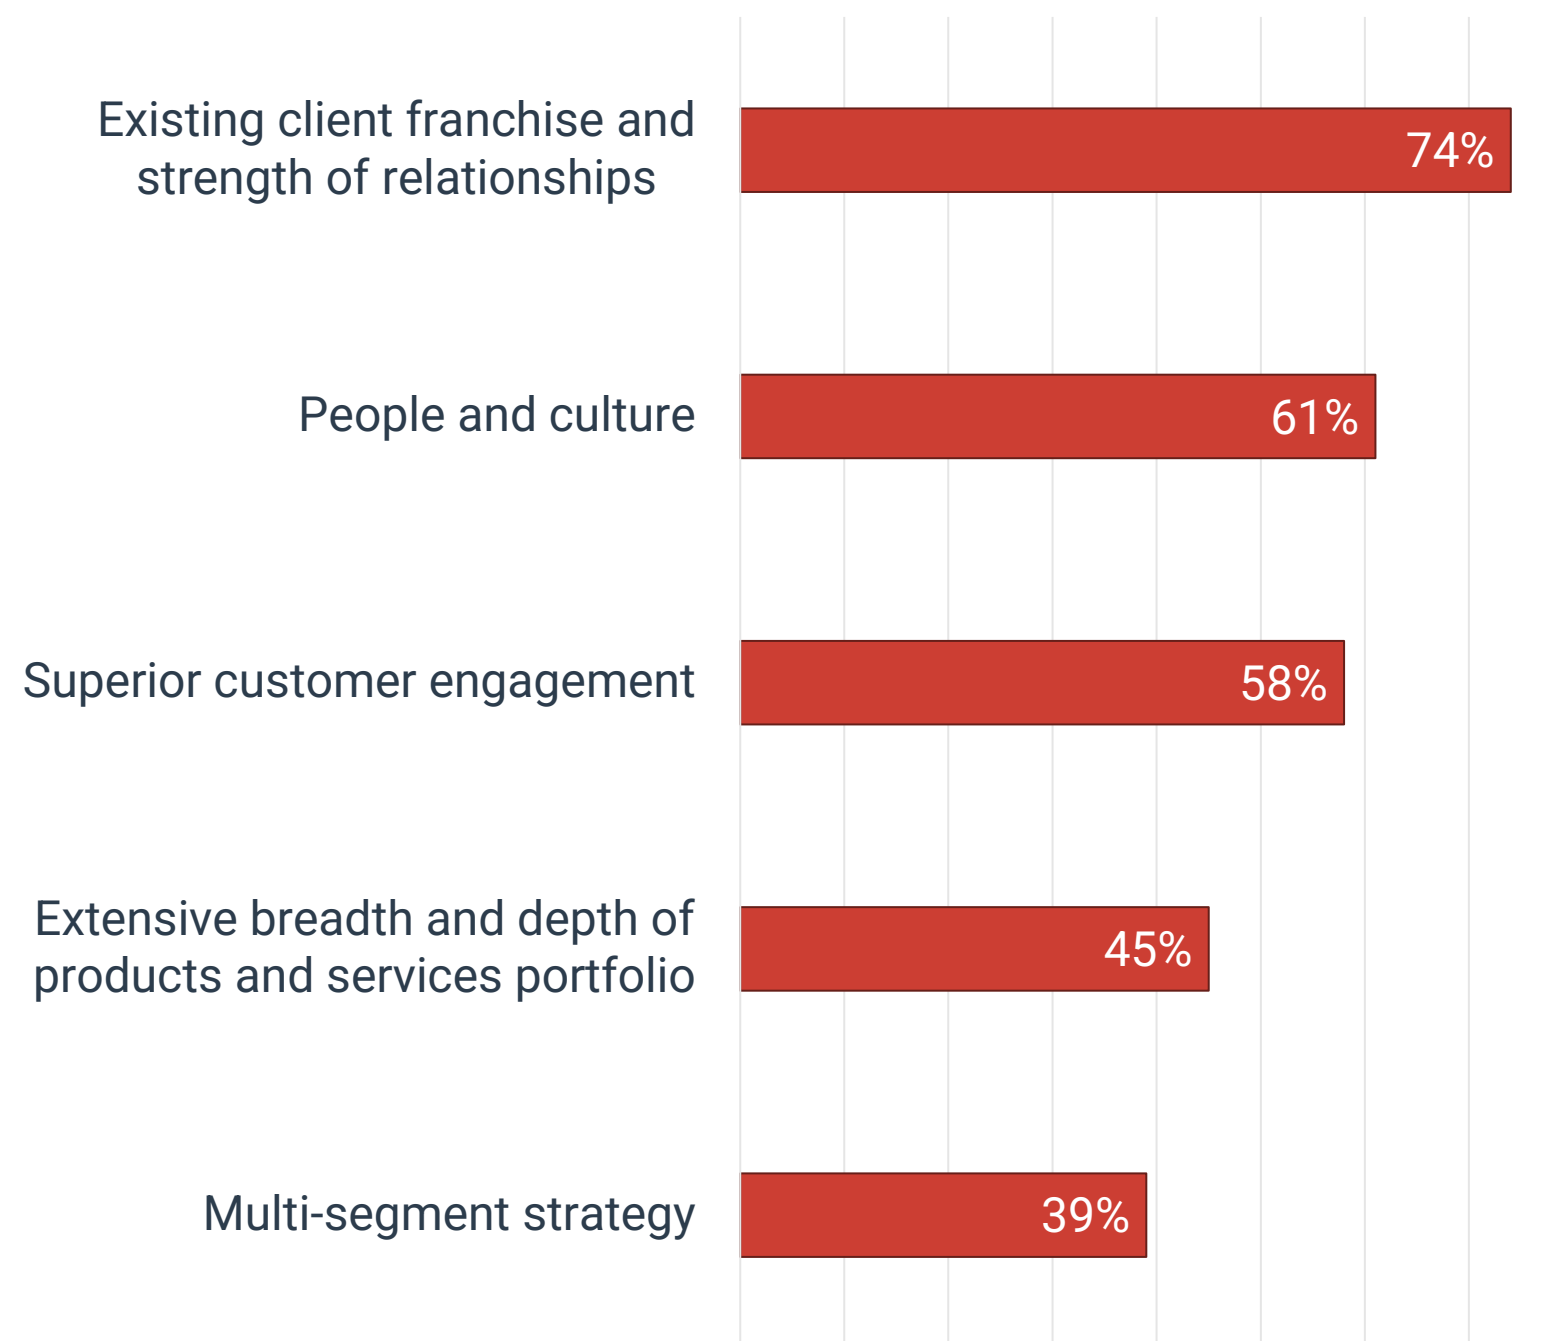 Existing client franchise and
strength of relationships
74%
People and culture
61%
Superior customer engagement
58%
Extensive breadth and depth of
products and services portfolio
45%
Multi-segment strategy
39%